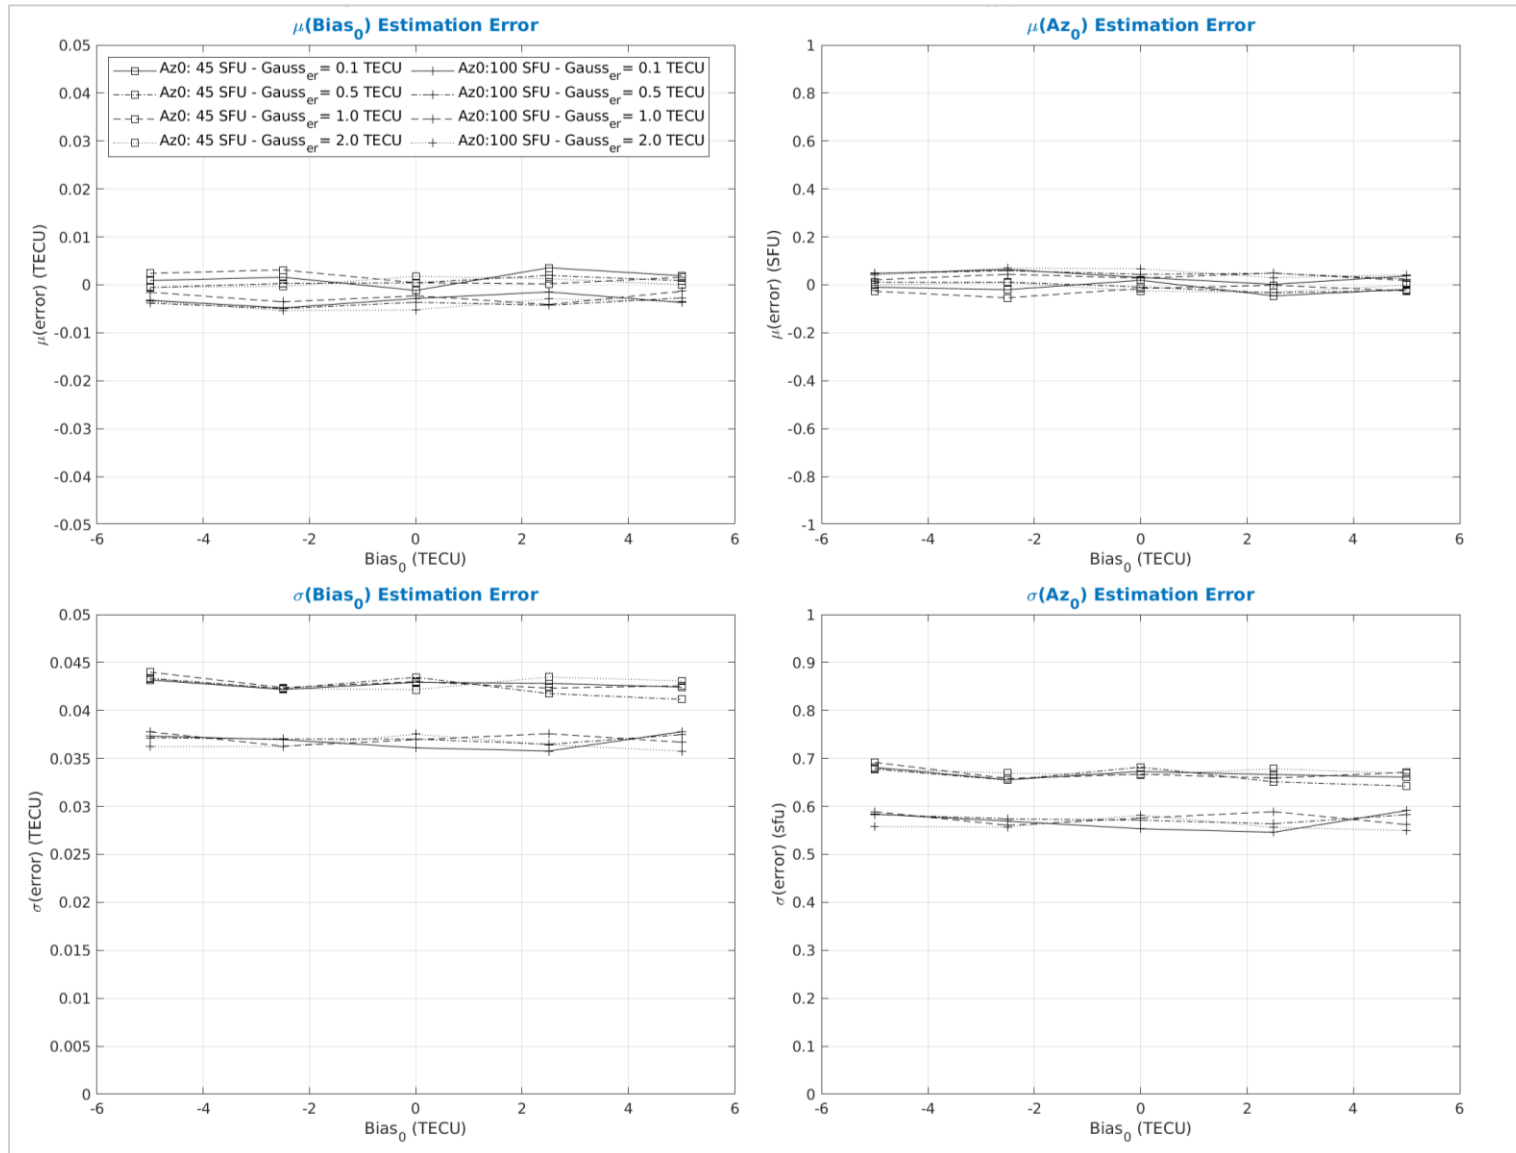 μ(Bias₀) Estimation Error
0.05
0.04
0.03
0.02
0.01
0
-0.01
-0.02
-0.03
-0.04
-0.05
μ(error) (TECU)
Az0: 45 SFU - Gauss_er= 0.1 TECU
Az0: 45 SFU - Gauss_er= 0.5 TECU
Az0: 45 SFU - Gauss_er= 1.0 TECU
Az0: 45 SFU - Gauss_er= 2.0 TECU
Az0:100 SFU - Gauss_er= 0.1 TECU
Az0:100 SFU - Gauss_er= 0.5 TECU
Az0:100 SFU - Gauss_er= 1.0 TECU
Az0:100 SFU - Gauss_er= 2.0 TECU
-6 -4 -2 0 2 4 6
Bias₀ (TECU)
μ(Az₀) Estimation Error
1
0.8
0.6
0.4
0.2
0
-0.2
-0.4
-0.6
-0.8
-1
μ(error) (SFU)
-6 -4 -2 0 2 4 6
Bias₀ (TECU)
σ(Bias₀) Estimation Error
0.05
0.045
0.04
0.035
0.03
0.025
0.02
0.015
0.01
0.005
0
σ(error) (TECU)
-6 -4 -2 0 2 4 6
Bias₀ (TECU)
σ(Az₀) Estimation Error
1
0.9
0.8
0.7
0.6
0.5
0.4
0.3
0.2
0.1
0
σ(error) (sfu)
-6 -4 -2 0 2 4 6
Bias₀ (TECU)